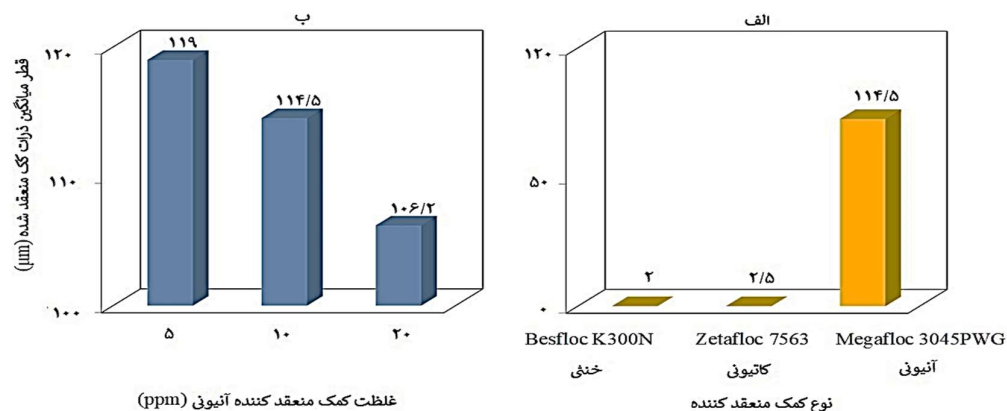 الف
۱۲۰
۵۰
۰
۲
۲/۵
۱۱۴/۵
Besfloc K300N
خنثی
Zetafloc 7563
کاتیونی
Megafloc 3045PWG
آنیونی
نوع کمک منعقد کننده
ب
قطر میانگین ذرات کک منعقد شده (µm)
۱۲۰
۱۱۰
۱۰۰
۱۱۹
۱۱۴/۵
۱۰۶/۲
۵
۱۰
۲۰
غلظت کمک منعقد کننده آنیونی (ppm)